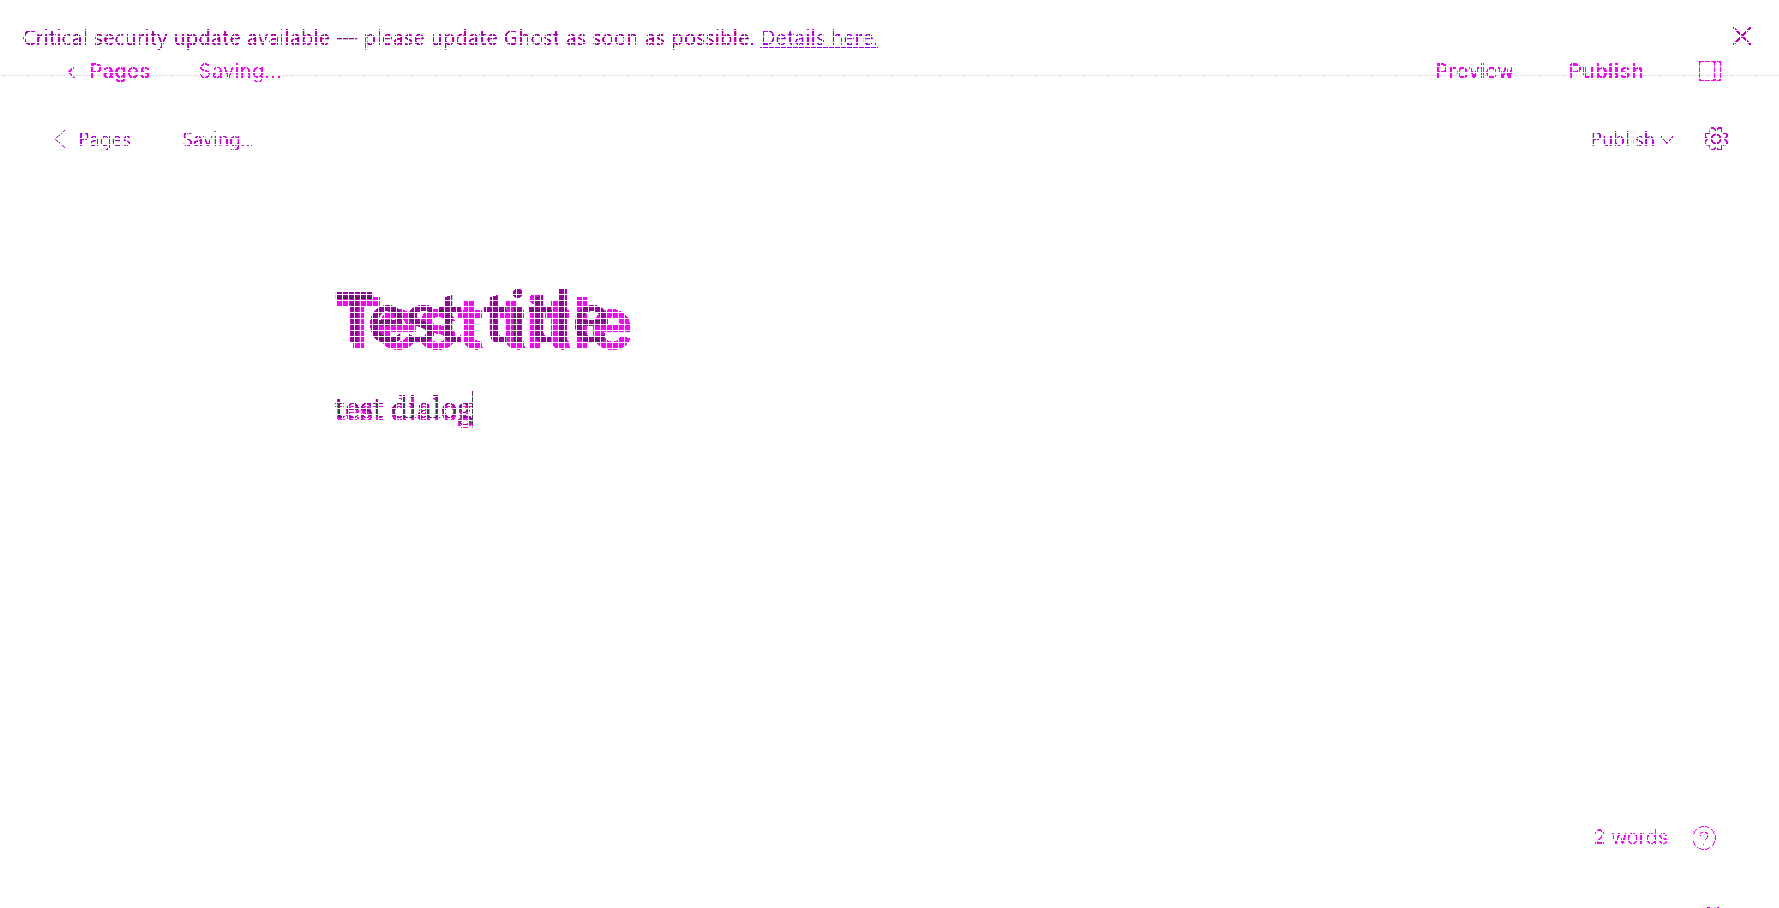 Critical security update available — please update Ghost as soon as possible. Details here.
Pages Saving... Preview Publish
Pages Saving... Publish
Test title
test dialog
2 words ?